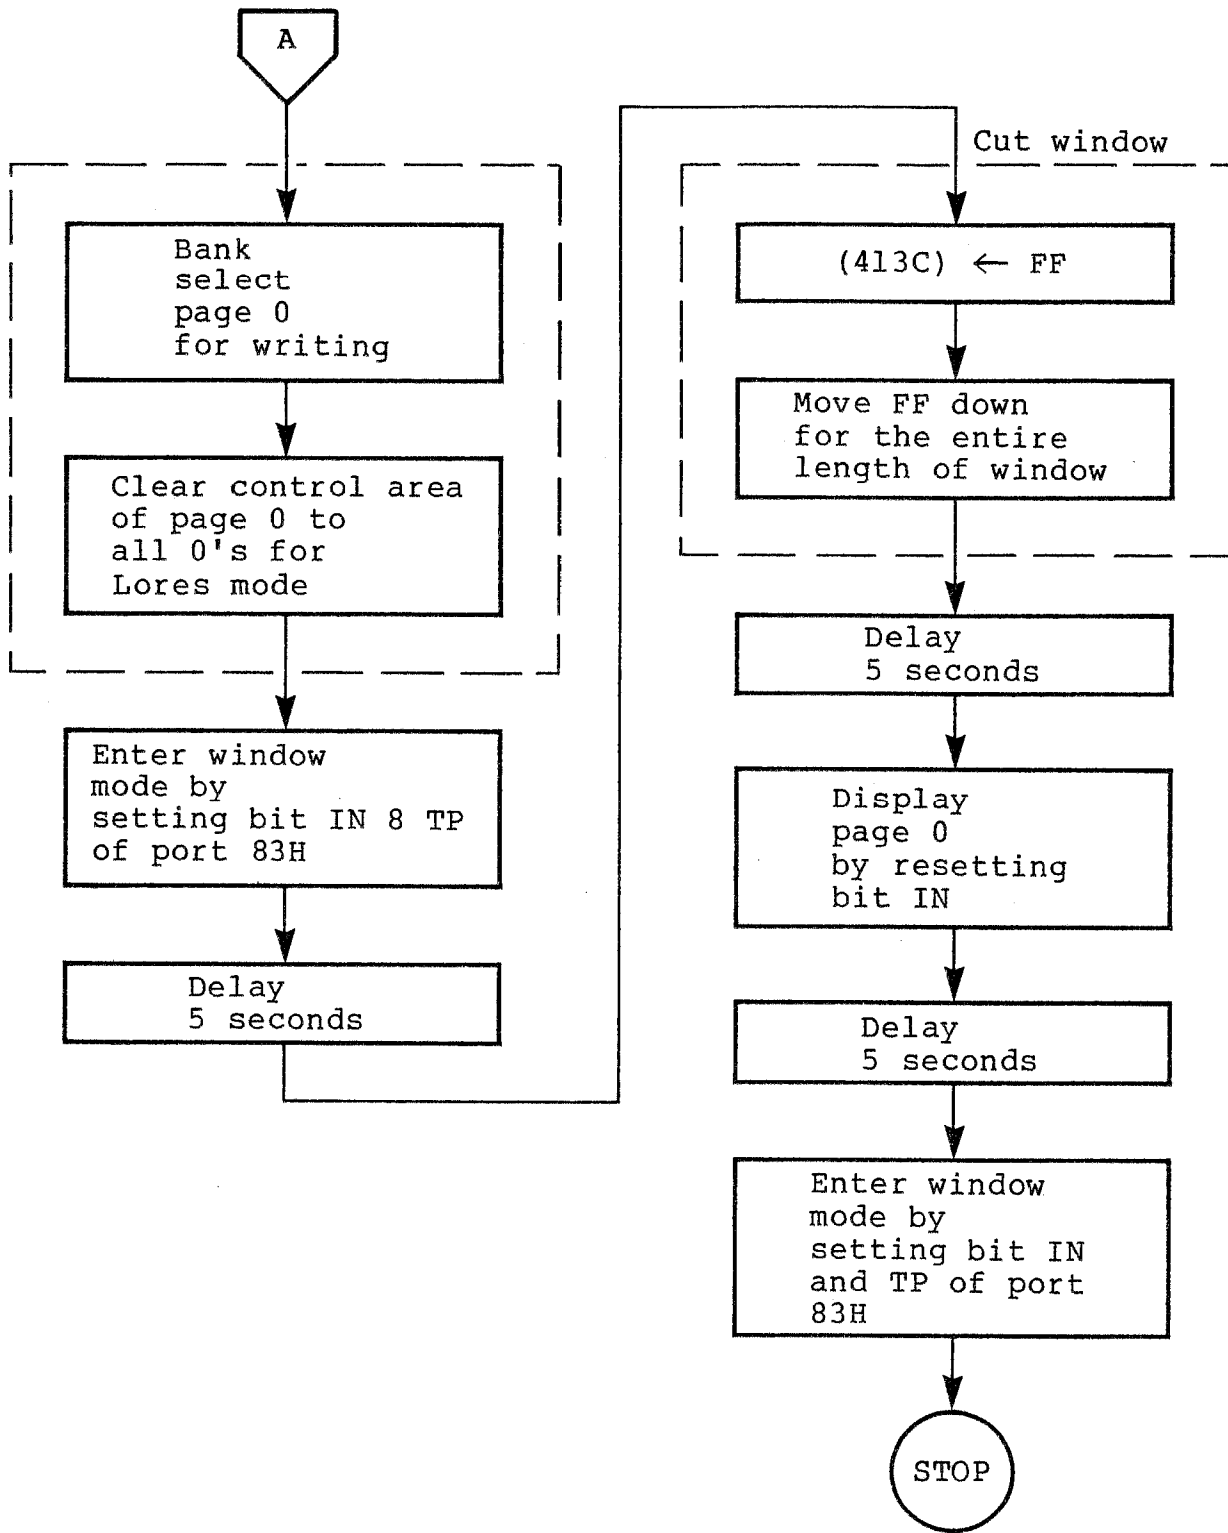 A
Bank
select
page 0
for writing
Clear control area
of page 0 to
all 0's for
Lores mode
Enter window
mode by
setting bit IN 8 TP
of port 83H
Delay
5 seconds
Cut window
(413C) ← FF
Move FF down
for the entire
length of window
Delay
5 seconds
Display
page 0
by resetting
bit IN
Delay
5 seconds
Enter window
mode by
setting bit IN
and TP of port
83H
STOP